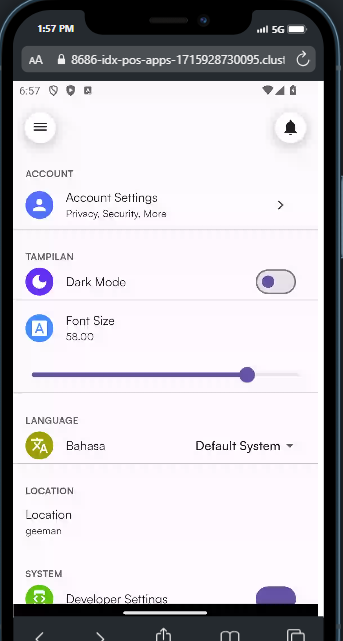 1:57 PM
5G
AA 8686-idx-pos-apps-1715928730095.clust
6:57
ACCOUNT
Account Settings
Privacy, Security, More
TAMPILAN
Dark Mode
A Font Size
58.00
LANGUAGE
Bahasa Default System
LOCATION
Location
geeman
SYSTEM
Developer Settings